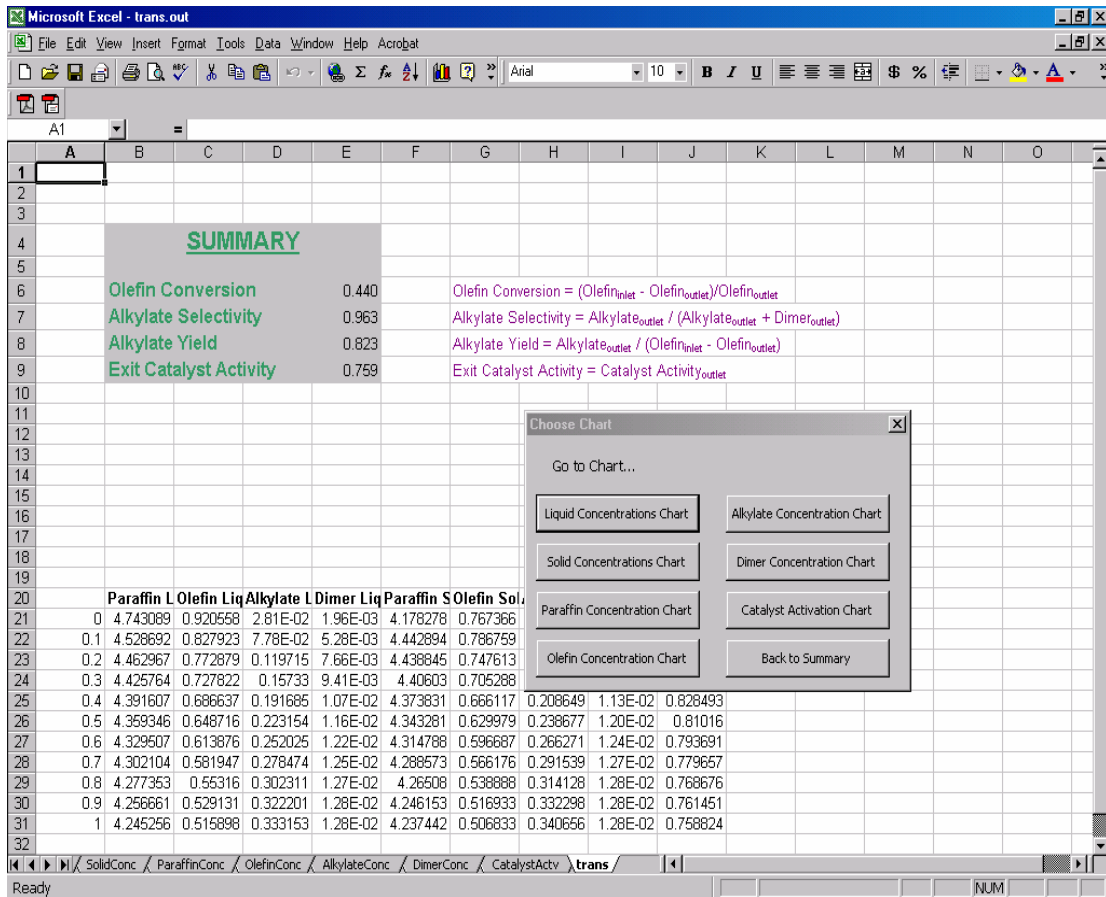 Microsoft Excel - trans.out
File Edit View Insert Format Tools Data Window Help Acrobat
Arial 10 B I U $ %
A1 =
A B C D E F G H I J K L M N O
1
2
3
4 SUMMARY
5
6 Olefin Conversion 0.440 Olefin Conversion = (Olefininlet - Olefinoutlet)/Olefinoutlet
7 Alkylate Selectivity 0.963 Alkylate Selectivity = Alkylateoutlet / (Alkylateoutlet + Dimeroutlet)
8 Alkylate Yield 0.823 Alkylate Yield = Alkylateoutlet / (Olefininlet - Olefinoutlet)
9 Exit Catalyst Activity 0.759 Exit Catalyst Activity = Catalyst Activityoutlet
10
11
12
13
14
15
16
17
18
19
Choose Chart
Go to Chart...
Liquid Concentrations Chart Alkylate Concentration Chart
Solid Concentrations Chart Dimer Concentration Chart
Paraffin Concentration Chart Catalyst Activation Chart
Olefin Concentration Chart Back to Summary
20 Paraffin L Olefin Liq Alkylate L Dimer Liq Paraffin S Olefin Sol
21 0 4.743089 0.920558 2.81E-02 1.96E-03 4.178278 0.767366
22 0.1 4.528692 0.827923 7.78E-02 5.28E-03 4.442894 0.786759
23 0.2 4.462967 0.772879 0.119715 7.66E-03 4.438845 0.747613
24 0.3 4.425764 0.727822 0.15733 9.41E-03 4.40603 0.705288
25 0.4 4.391607 0.686637 0.191685 1.07E-02 4.373831 0.666117 0.208649 1.13E-02 0.828493
26 0.5 4.359346 0.648716 0.223154 1.16E-02 4.343281 0.629979 0.238677 1.20E-02 0.81016
27 0.6 4.329507 0.613876 0.252025 1.22E-02 4.314788 0.596687 0.266271 1.24E-02 0.793691
28 0.7 4.302104 0.581947 0.278474 1.25E-02 4.288573 0.566176 0.291539 1.27E-02 0.779657
29 0.8 4.277353 0.55316 0.302311 1.27E-02 4.26508 0.538888 0.314128 1.28E-02 0.768676
30 0.9 4.256661 0.529131 0.322201 1.28E-02 4.246153 0.516933 0.332298 1.28E-02 0.761451
31 1 4.245256 0.515898 0.333153 1.28E-02 4.237442 0.506833 0.340656 1.28E-02 0.758824
32
SolidConc ParaffinConc OlefinConc AlkylateConc DimerConc CatalystActv trans
Ready NUM